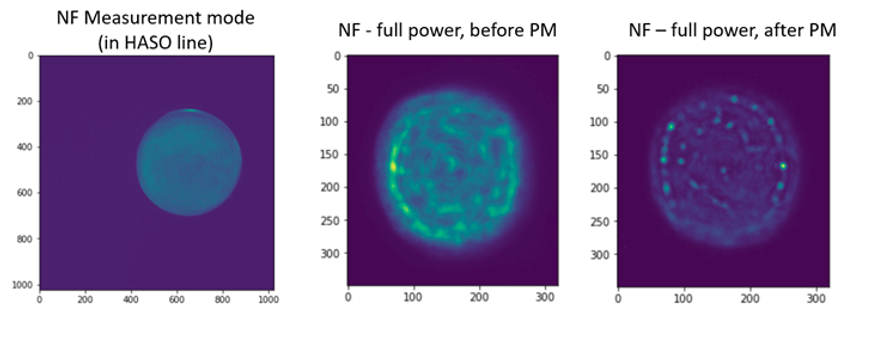 NF Measurement mode
(in HASO line)
0
200
400
600
800
1000
0 200 400 600 800 1000
NF - full power, before PM
0
50
100
150
200
250
300
0 100 200 300
NF – full power, after PM
0
50
100
150
200
250
300
0 100 200 300